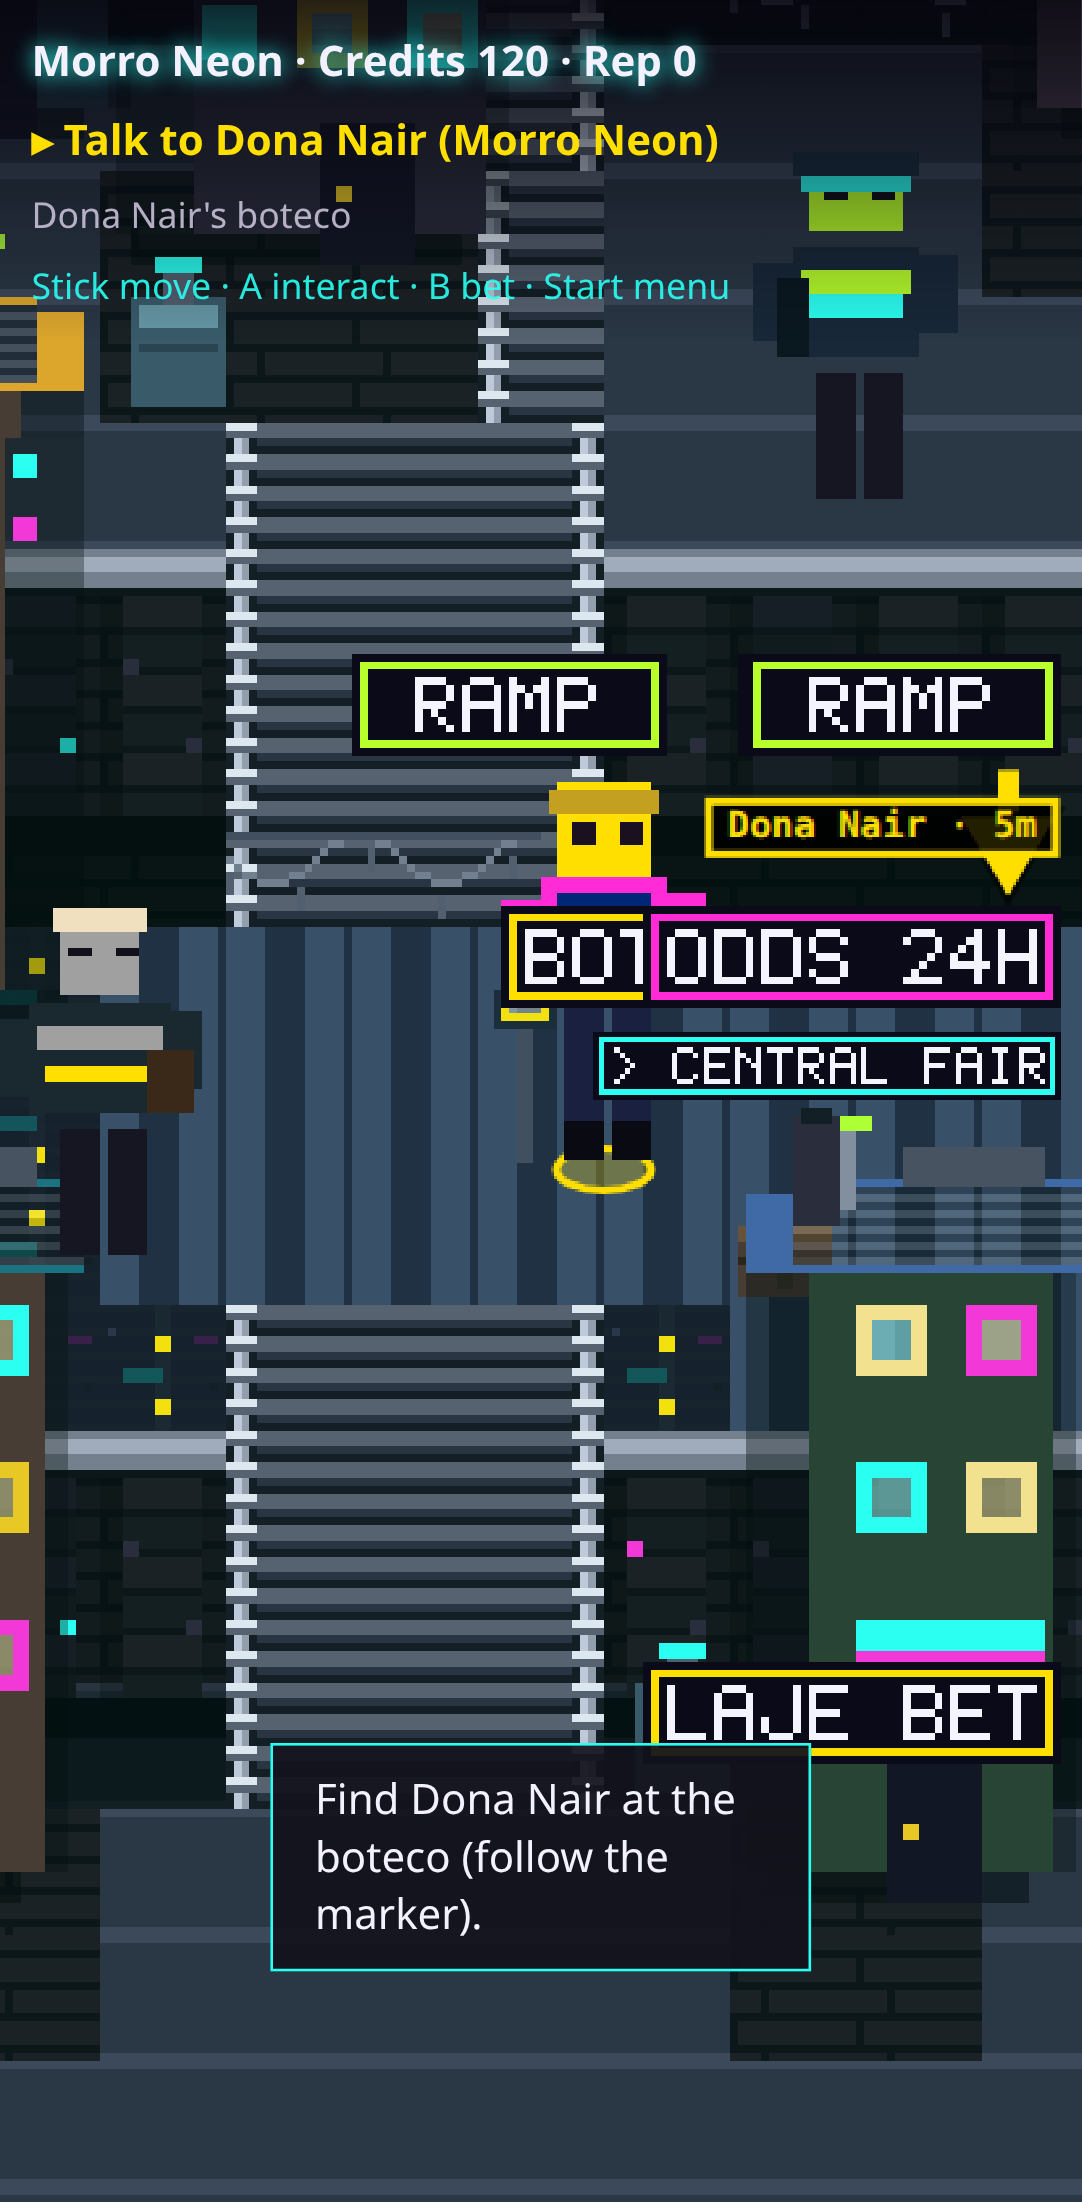 Morro Neon · Credits 120 · Rep 0
▸ Talk to Dona Nair (Morro Neon)
Dona Nair's boteco
Stick move · A interact · B bet · Start menu
RAMP
RAMP
Dona Nair · 5m
ODDS 24H
> CENTRAL FAIR
LAJE BET
Find Dona Nair at the
boteco (follow the
marker).